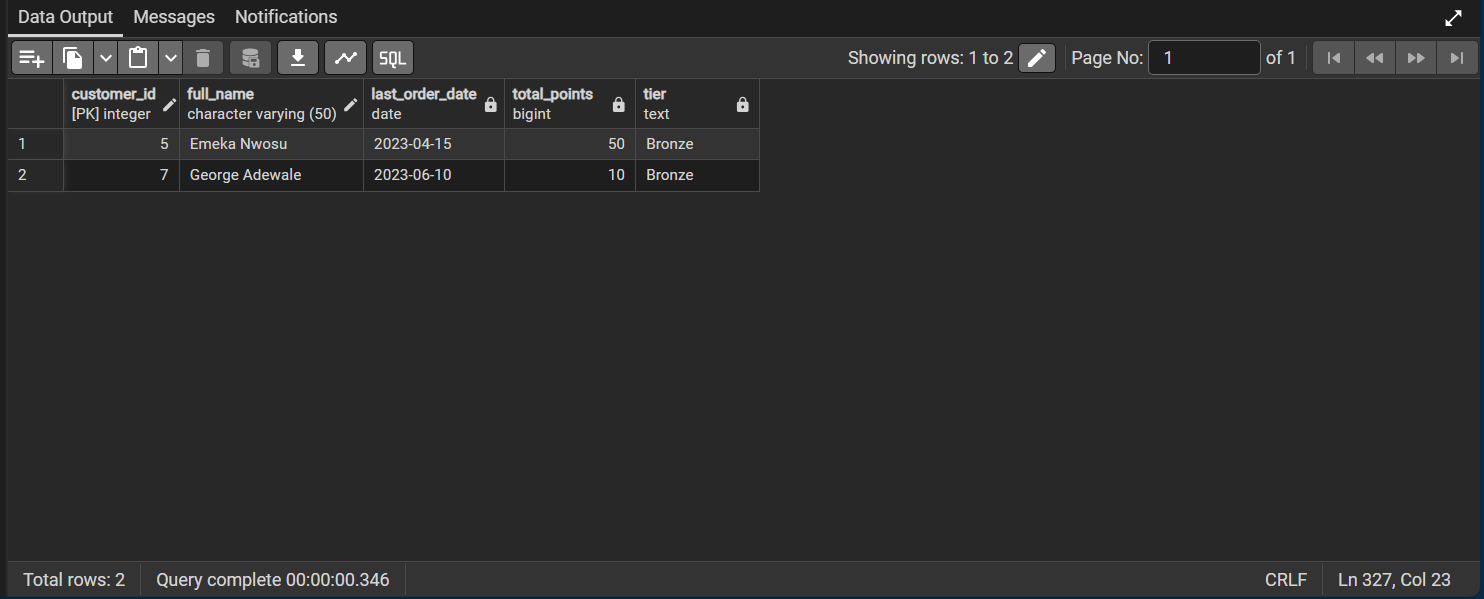 Data Output Messages Notifications
SQL Showing rows: 1 to 2 Page No: 1 of 1
customer_id full_name last_order_date total_points tier
[PK] integer character varying (50) date bigint text
1 5 Emeka Nwosu 2023-04-15 50 Bronze
2 7 George Adewale 2023-06-10 10 Bronze
Total rows: 2 Query complete 00:00:00.346 CRLF Ln 327, Col 23